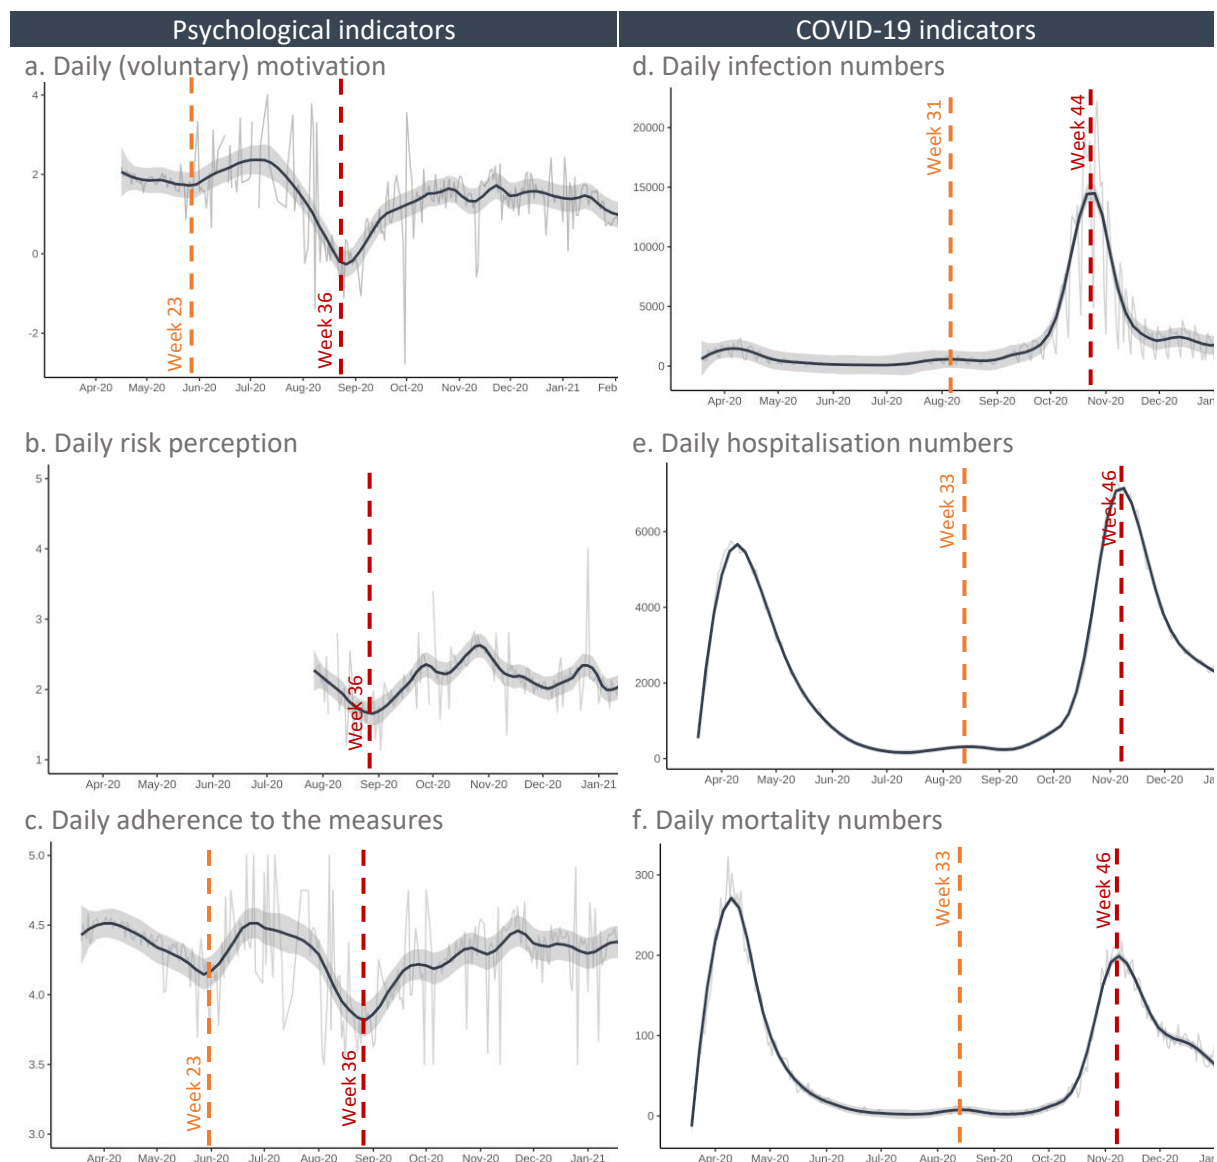 Psychological indicators
COVID-19 indicators
a. Daily (voluntary) motivation
4
2
0
-2
Week 23
Week 36
Apr-20 May-20 Jun-20 Jul-20 Aug-20 Sep-20 Oct-20 Nov-20 Dec-20 Jan-21 Feb
d. Daily infection numbers
20000
15000
10000
5000
0
Week 31
Week 44
Apr-20 May-20 Jun-20 Jul-20 Aug-20 Sep-20 Oct-20 Nov-20 Dec-20 Jan
b. Daily risk perception
5
4
3
2
1
Week 36
Apr-20 May-20 Jun-20 Jul-20 Aug-20 Sep-20 Oct-20 Nov-20 Dec-20 Jan-21
e. Daily hospitalisation numbers
6000
4000
2000
0
Week 33
Week 46
Apr-20 May-20 Jun-20 Jul-20 Aug-20 Sep-20 Oct-20 Nov-20 Dec-20 Ja
c. Daily adherence to the measures
5.0
4.5
4.0
3.5
3.0
Week 23
Week 36
Apr-20 May-20 Jun-20 Jul-20 Aug-20 Sep-20 Oct-20 Nov-20 Dec-20 Jan-21
f. Daily mortality numbers
300
200
100
0
Week 33
Week 46
Apr-20 May-20 Jun-20 Jul-20 Aug-20 Sep-20 Oct-20 Nov-20 Dec-20 Jan